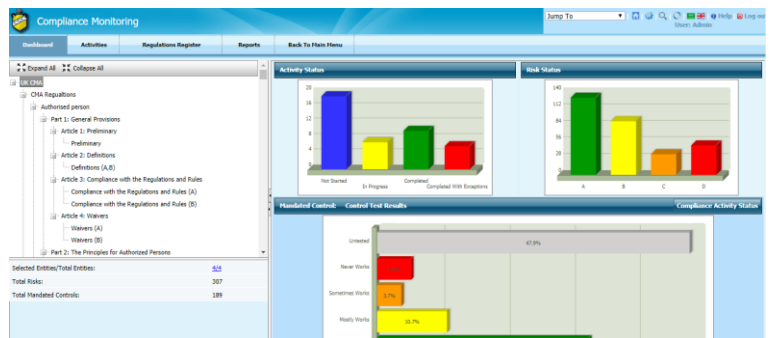 Compliance Monitoring
Jump To
Help
Log out
User: Admin
Dashboard
Activities
Regulations Register
Reports
Back To Main Menu
Expand All
Collapse All
UK CMA
CMA Regualtions
Authorised person
Part 1: General Provisions
Article 1: Preliminary
Preliminary
Article 2: Definitions
Definitions (A,B)
Article 3: Compliance with the Regulations and Rules
Compliance with the Regulations and Rules (A)
Compliance with the Regulations and Rules (B)
Article 4: Waivers
Waivers (A)
Waivers (B)
Part 2: The Principles for Authorized Persons
Selected Entities/Total Entities: 4/4
Total Risks: 387
Total Mandated Controls: 189
Activity Status
20
16
12
8
4
0
Not Started
In Progress
Completed
Completed With Exceptions
Risk Status
140
112
84
56
28
0
A B C D
Mandated Control: Control Test Results
Compliance Activity Status
Untested
47.9%
Never Works
Sometimes Works
3.7%
Mostly Works
10.7%